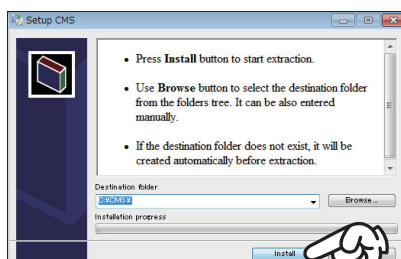 Setup CMS
• Press Install button to start extraction.
• Use Browse button to select the destination folder
from the folders tree. It can be also entered
manually.
• If the destination folder does not exist, it will be
created automatically before extraction.
Destination folder
C:¥CMS¥
Browse...
Installation progress
Install